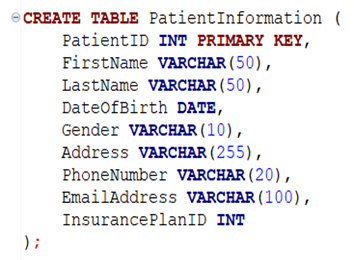 CREATE TABLE PatientInformation (
PatientID INT PRIMARY KEY,
FirstName VARCHAR(50),
LastName VARCHAR(50),
DateOfBirth DATE,
Gender VARCHAR(10),
Address VARCHAR(255),
PhoneNumber VARCHAR(20),
EmailAddress VARCHAR(100),
InsurancePlanID INT
);